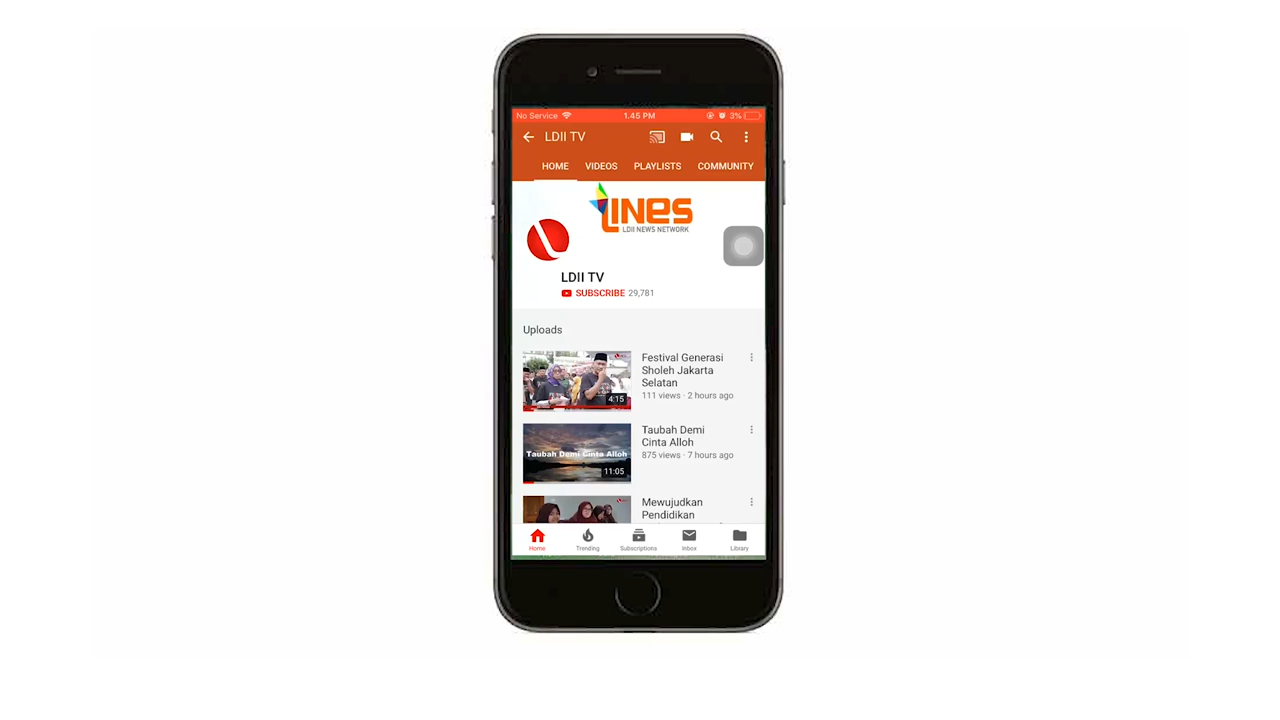 No Service 1.45 PM 3%
LDII TV
HOME VIDEOS PLAYLISTS COMMUNITY
LINES
LDII NEWS NETWORK
LDII TV
SUBSCRIBE 29,781
Uploads
Festival Generasi
Sholeh Jakarta
Selatan
111 views · 2 hours ago
4:15
Taubah Demi
Cinta Alloh
875 views · 7 hours ago
Taubah Demi Cinta Alloh
11:05
Mewujudkan
Pendidikan
Home Trending Subscriptions Inbox Library